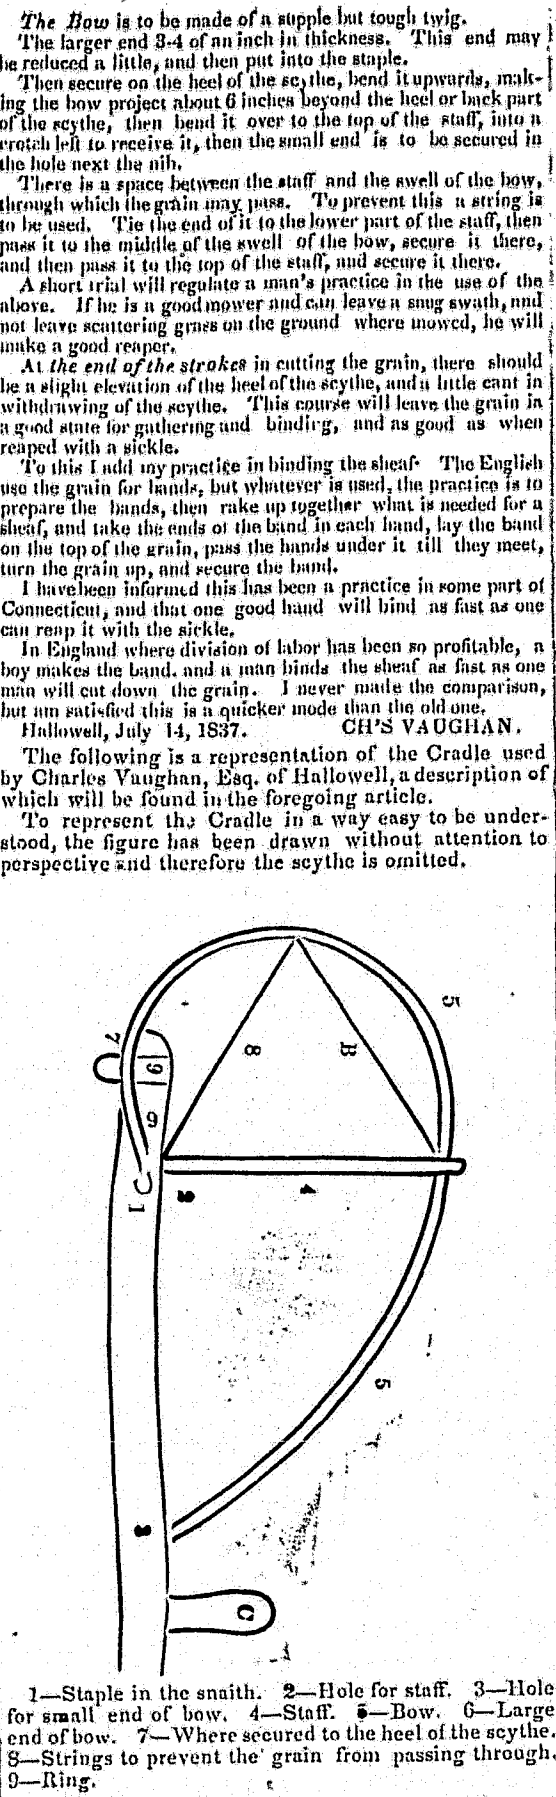 The Bow is to be made of a supple but tough twig.
The larger end 3-4 of an inch in thickness. This end may
be reduced a little, and then put into the staple.
Then secure on the heel of the scythe, bend it upwards, mak-
ing the bow project about 6 inches beyond the heel or back part
of the scythe, then bend it over to the top of the staff, into a
crotch left to receive it, then the small end is to be secured in
the hole next the nib.
There is a space between the staff and the swell of the bow,
through which the grain may pass. To prevent this a string is
to be used. Tie the end of it to the lower part of the staff, then
pass it to the middle of the swell of the bow, secure it there,
and then pass it to the top of the staff, and secure it there.
A short trial will regulate a man's practice in the use of the
above. If he is a good mower and can leave a snug swath, and
not leave scattering grass on the ground where mowed, he will
make a good reaper.
At the end of the strokes in cutting the grain, there should
be a slight elevation of the heel of the scythe, and a little cant in
withdrawing of the scythe. This course will leave the grain in
a good state for gathering and binding, and as good as when
reaped with a sickle.
To this I add my practice in binding the sheaf. The English
use the grain for bands, but whatever is used, the practice is to
prepare the bands, then rake up together what is needed for a
sheaf, and take the ends of the band in each hand, lay the band
on the top of the grain, pass the hands under it till they meet,
turn the grain up, and secure the band.
I have been informed this has been a practice in some part of
Connecticut, and that one good hand will bind as fast as one
can reap it with the sickle.
In England where division of labor has been so profitable, a
boy makes the band, and a man binds the sheaf as fast as one
man will cut down the grain. I never made the comparison,
but am satisfied this is a quicker mode than the old one.
Hallowell, July 14, 1837. CH'S VAUGHAN.
The following is a representation of the Cradle used
by Charles Vaughan, Esq. of Hallowell, a description of
which will be found in the foregoing article.
To represent the Cradle in a way easy to be under-
stood, the figure has been drawn without attention to
perspective and therefore the scythe is omitted.
5
7
8 B
9
6
1
2 4
5
3
C
1—Staple in the snaith. 2—Hole for staff. 3—Hole
for small end of bow. 4—Staff. 5—Bow. 6—Large
end of bow. 7—Where secured to the heel of the scythe.
8—Strings to prevent the grain from passing through.
9—Ring.